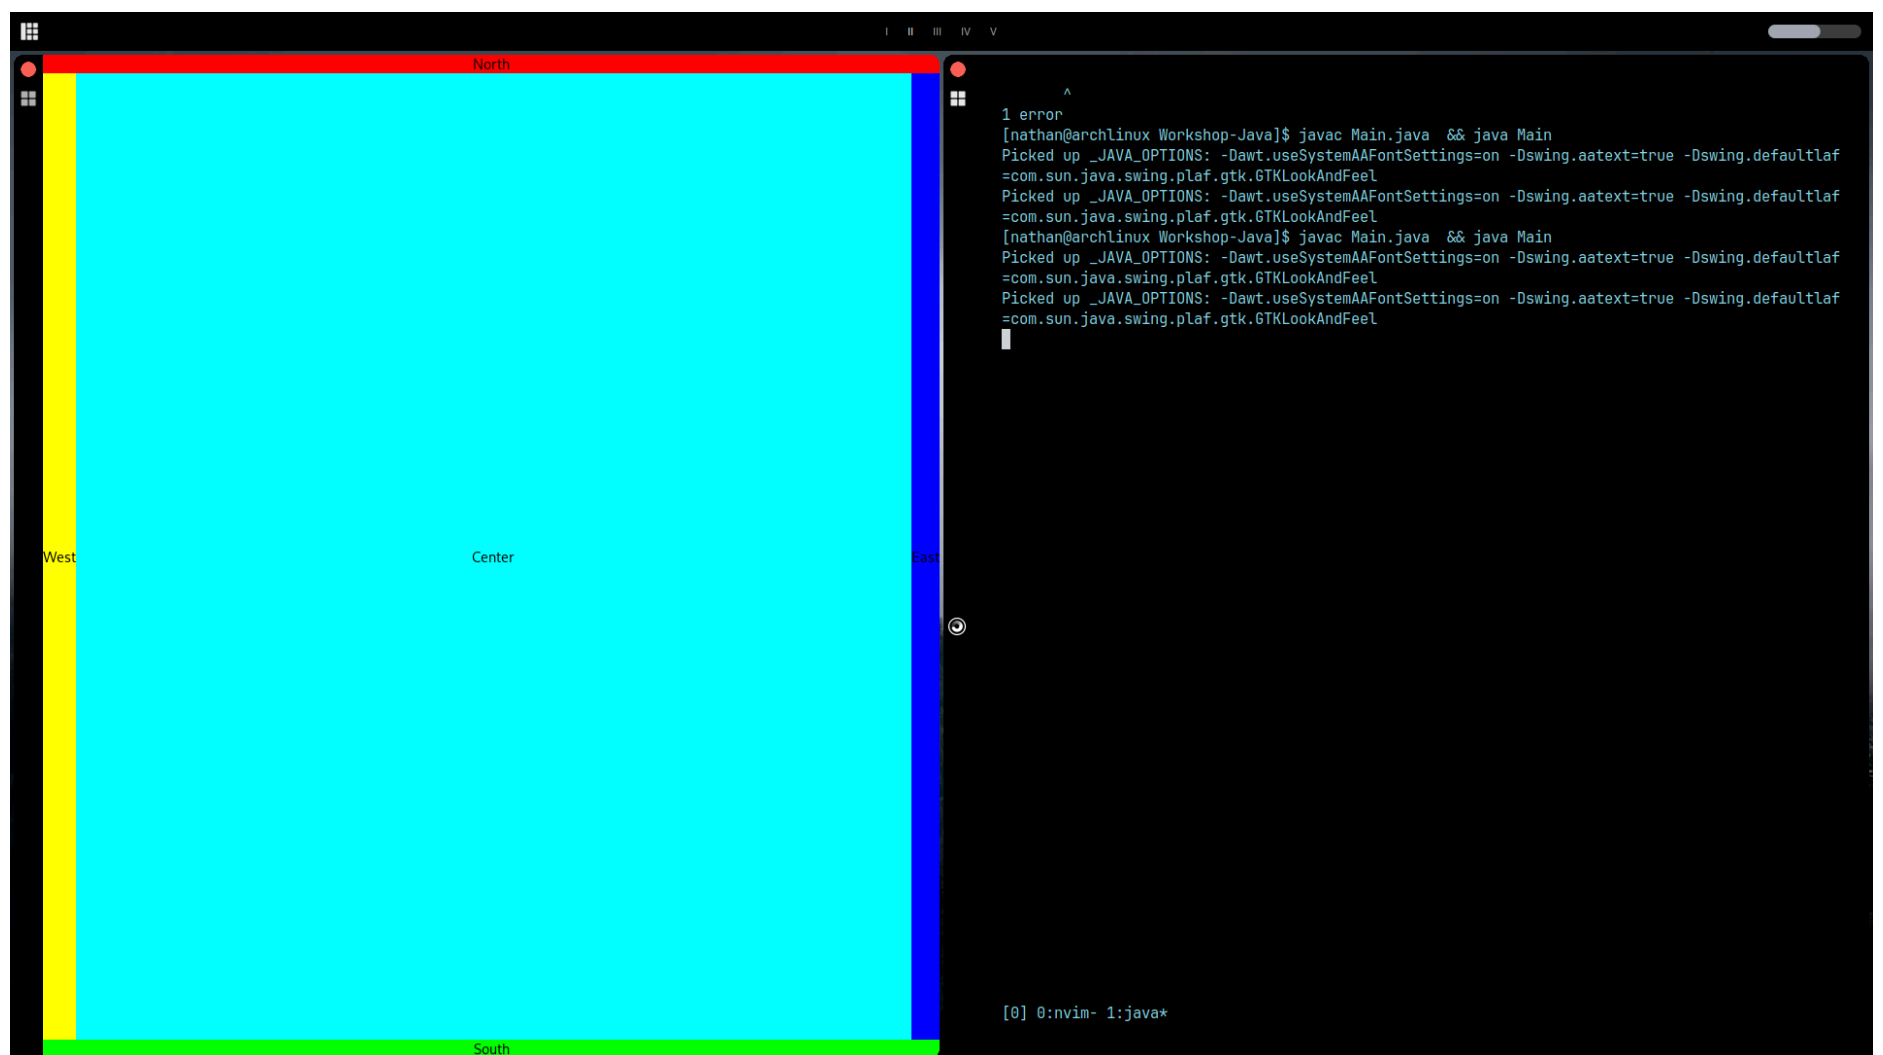 I II III IV V
North
West
Center
East
South
^
1 error
[nathan@archlinux Workshop-Java]$ javac Main.java  && java Main
Picked up _JAVA_OPTIONS: -Dawt.useSystemAAFontSettings=on -Dswing.aatext=true -Dswing.defaultlaf
=com.sun.java.swing.plaf.gtk.GTKLookAndFeel
Picked up _JAVA_OPTIONS: -Dawt.useSystemAAFontSettings=on -Dswing.aatext=true -Dswing.defaultlaf
=com.sun.java.swing.plaf.gtk.GTKLookAndFeel
[nathan@archlinux Workshop-Java]$ javac Main.java  && java Main
Picked up _JAVA_OPTIONS: -Dawt.useSystemAAFontSettings=on -Dswing.aatext=true -Dswing.defaultlaf
=com.sun.java.swing.plaf.gtk.GTKLookAndFeel
Picked up _JAVA_OPTIONS: -Dawt.useSystemAAFontSettings=on -Dswing.aatext=true -Dswing.defaultlaf
=com.sun.java.swing.plaf.gtk.GTKLookAndFeel
[0] 0:nvim- 1:java*